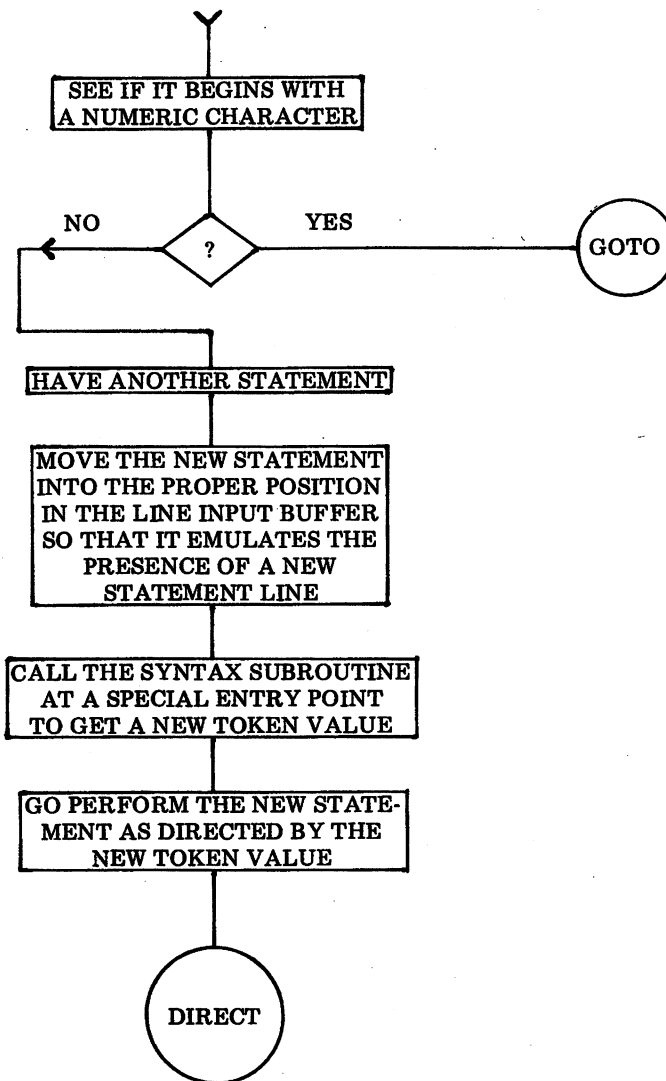 SEE IF IT BEGINS WITH
A NUMERIC CHARACTER
NO
YES
?
GOTO
HAVE ANOTHER STATEMENT
MOVE THE NEW STATEMENT
INTO THE PROPER POSITION
IN THE LINE INPUT BUFFER
SO THAT IT EMULATES THE
PRESENCE OF A NEW
STATEMENT LINE
CALL THE SYNTAX SUBROUTINE
AT A SPECIAL ENTRY POINT
TO GET A NEW TOKEN VALUE
GO PERFORM THE NEW STATE-
MENT AS DIRECTED BY THE
NEW TOKEN VALUE
DIRECT